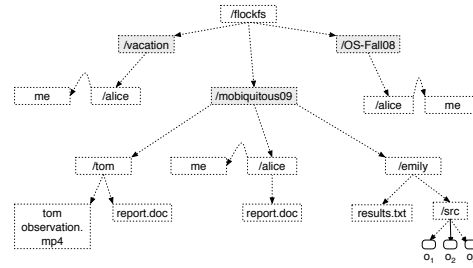 /flockfs
/vacation
/OS-Fall08
me
/alice
/mobiquitous09
/alice
me
/tom
me
/alice
/emily
tom
observation.
mp4
report.doc
report.doc
results.txt
/src
o1
o2